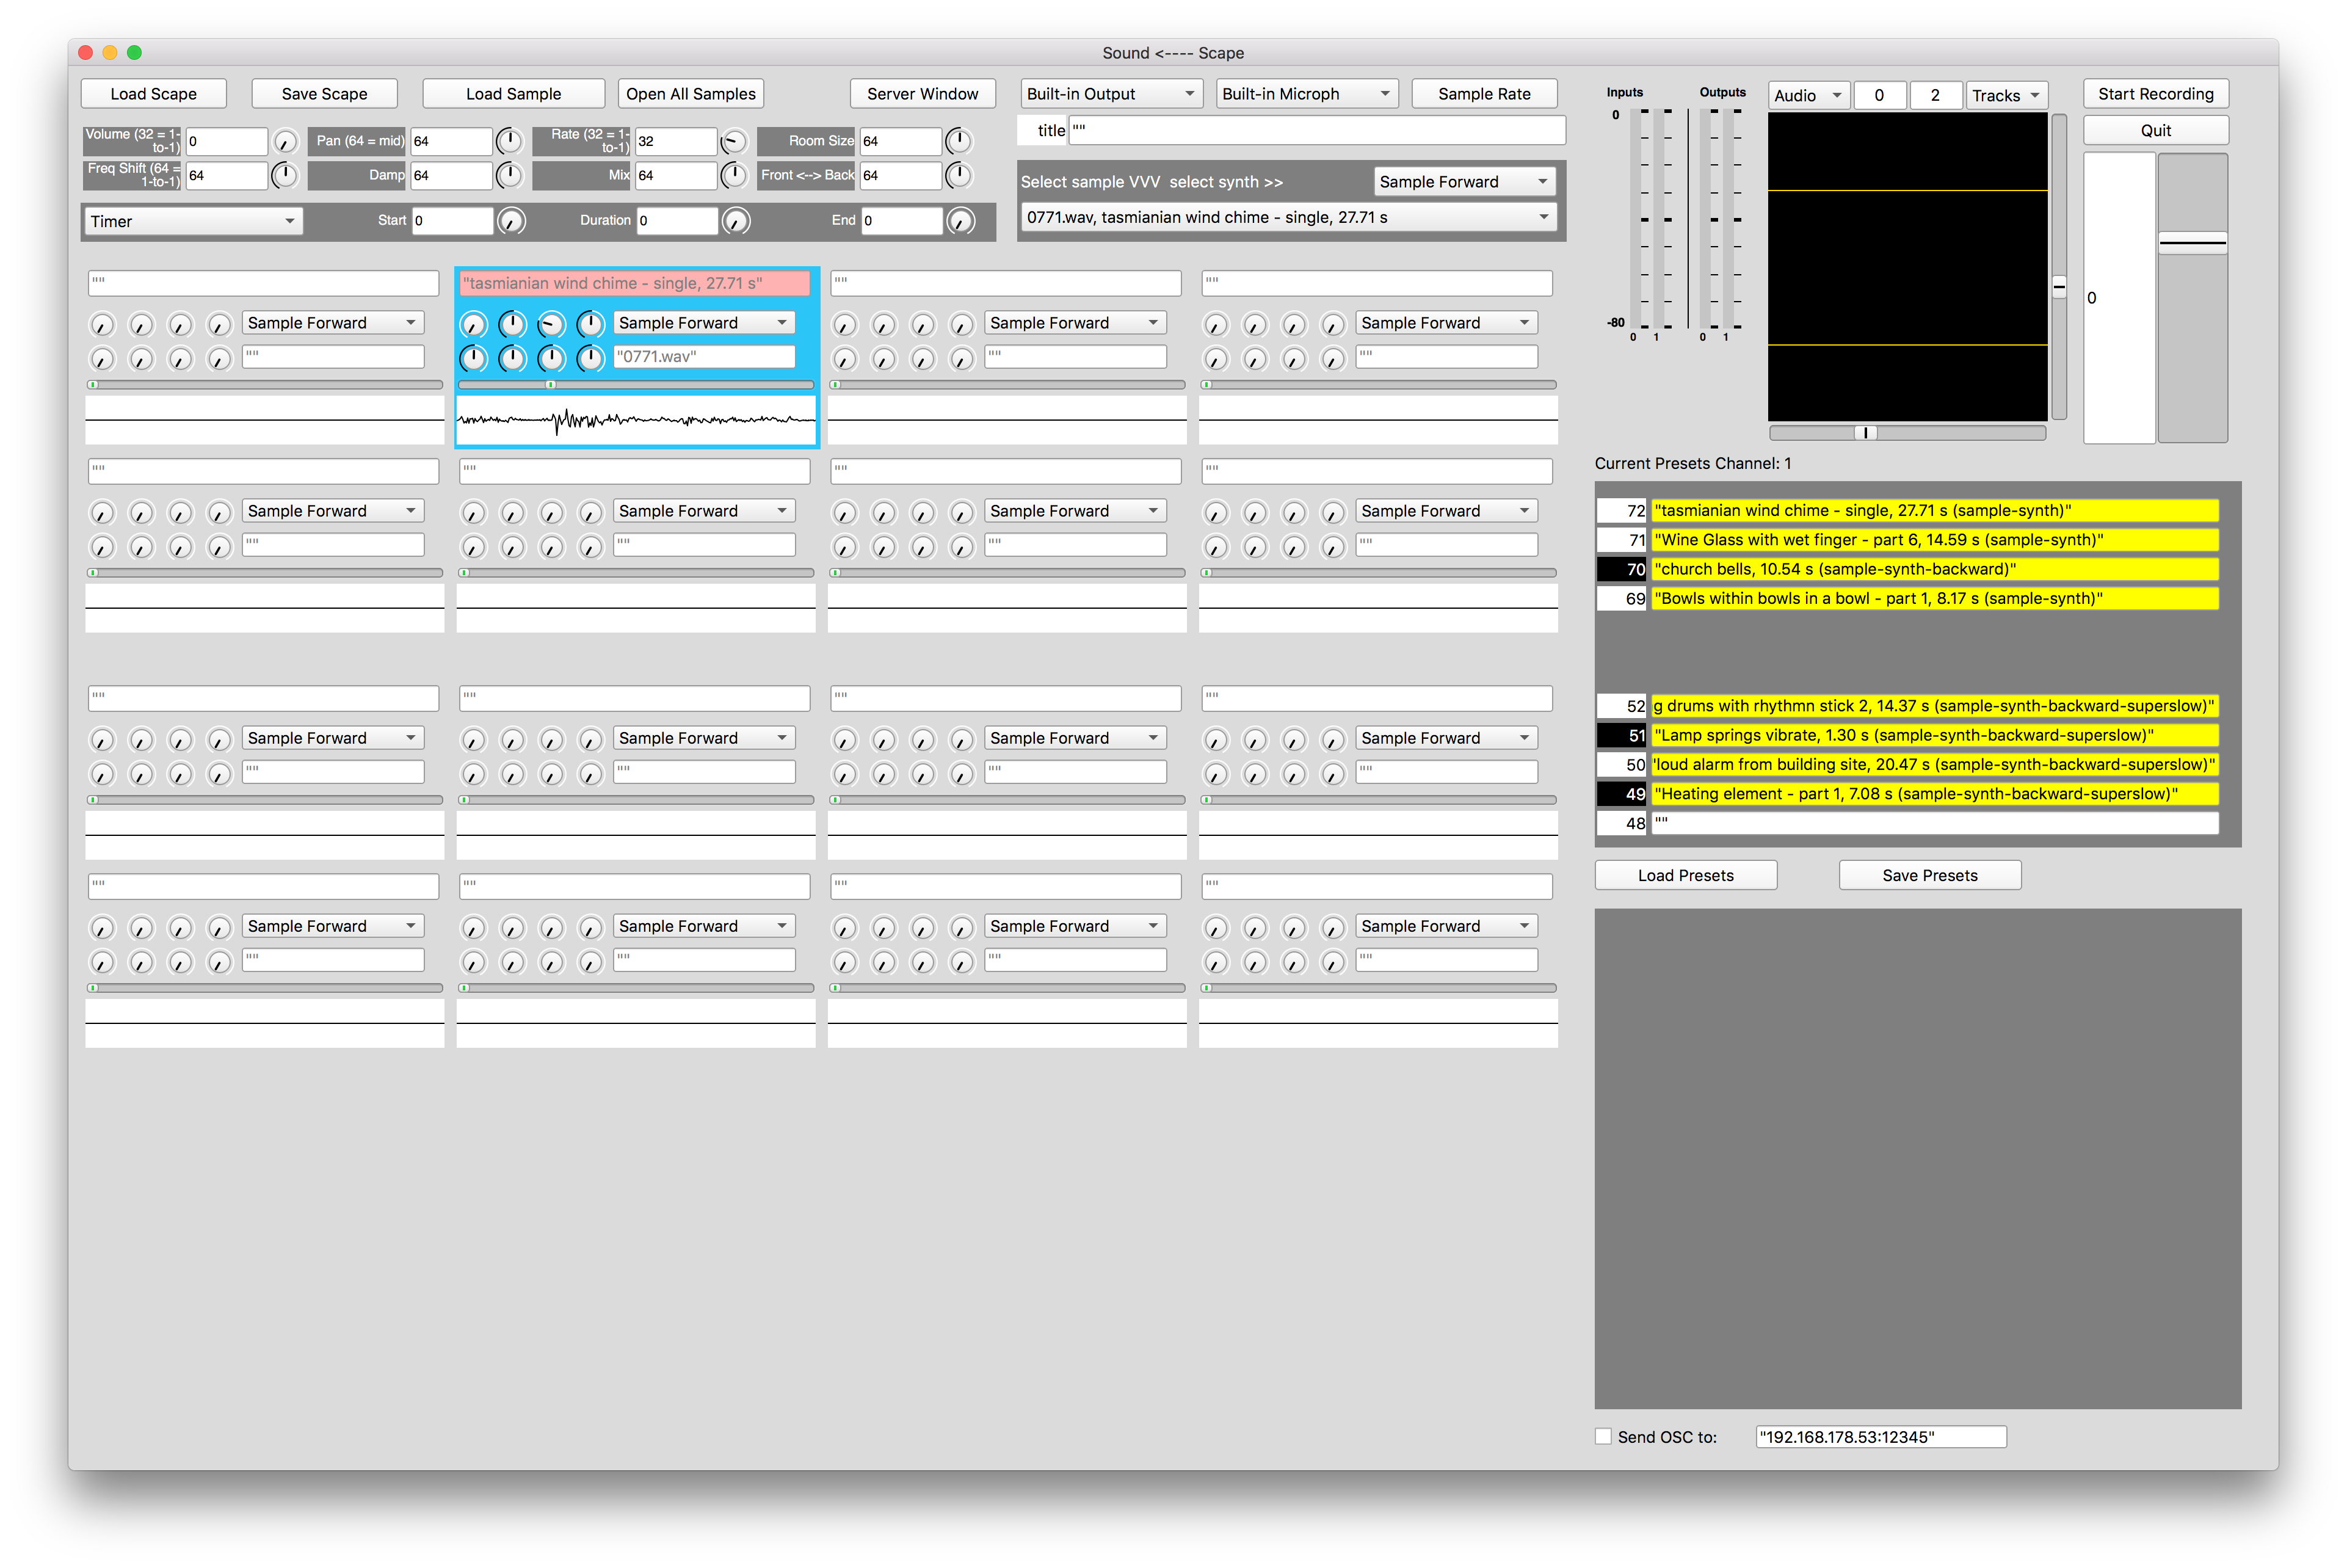 Sound <---- Scape
Load Scape Save Scape Load Sample Open All Samples Server Window Built-in Output Built-in Microph Sample Rate
Inputs Outputs Audio 0 2 Tracks Start Recording
Quit
title ""
Volume (32 = 1-
to-1) 0 Pan (64 = mid) 64 Rate (32 = 1-
to-1) 32 Room Size 64
Freq Shift (64 =
1-to-1) 64 Damp 64 Mix 64 Front <--> Back 64
Timer Start 0 Duration 0 End 0
Select sample VVV select synth >> Sample Forward
0771.wav, tasmianian wind chime - single, 27.71 s
0
-80
0 1 0 1
0
"" "tasmianian wind chime - single, 27.71 s" "" ""
Sample Forward Sample Forward Sample Forward Sample Forward
"" "0771.wav" "" ""
"" "" "" ""
Sample Forward Sample Forward Sample Forward Sample Forward
"" "" "" ""
"" "" "" ""
Sample Forward Sample Forward Sample Forward Sample Forward
"" "" "" ""
"" "" "" ""
Sample Forward Sample Forward Sample Forward Sample Forward
"" "" "" ""
Current Presets Channel: 1
72 "tasmianian wind chime - single, 27.71 s (sample-synth)"
71 "Wine Glass with wet finger - part 6, 14.59 s (sample-synth)"
70 "church bells, 10.54 s (sample-synth-backward)"
69 "Bowls within bowls in a bowl - part 1, 8.17 s (sample-synth)"
52 g drums with rhythmn stick 2, 14.37 s (sample-synth-backward-superslow)"
51 "Lamp springs vibrate, 1.30 s (sample-synth-backward-superslow)"
50 'loud alarm from building site, 20.47 s (sample-synth-backward-superslow)"
49 "Heating element - part 1, 7.08 s (sample-synth-backward-superslow)"
48 ""
Load Presets Save Presets
Send OSC to: "192.168.178.53:12345"